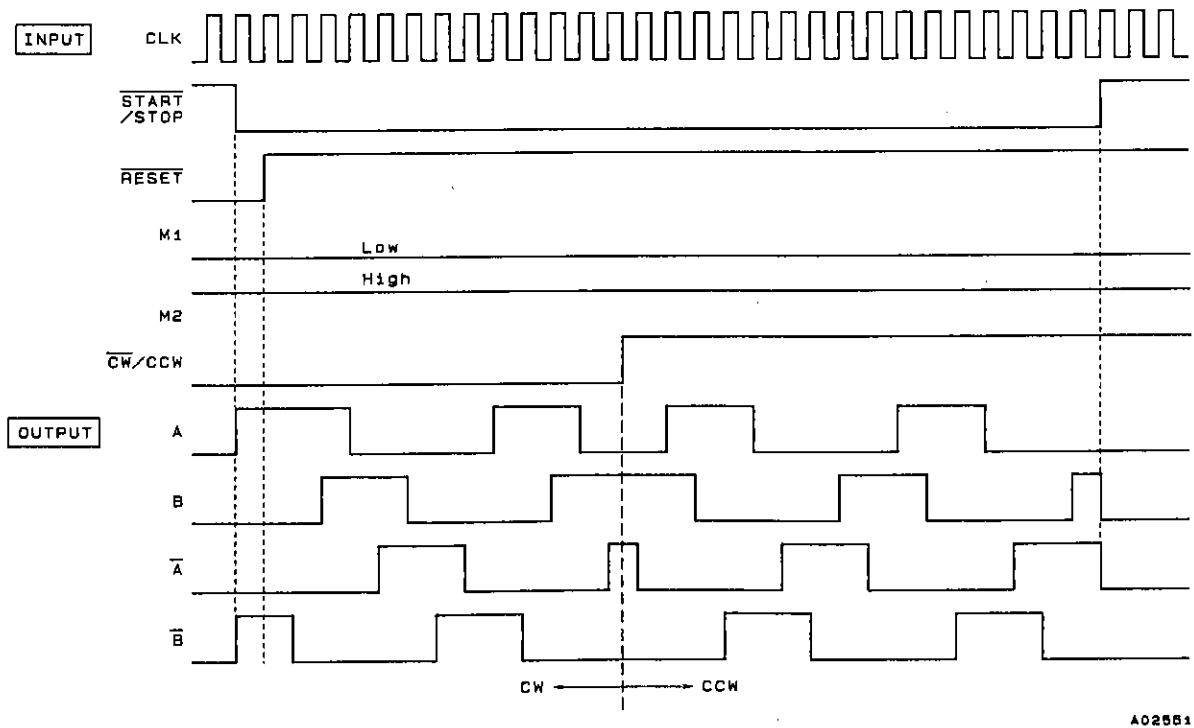 INPUT CLK
START
/STOP
RESET
M1
Low
High
M2
CW/CCW
OUTPUT A
B
A
B
CW CCW
A02551